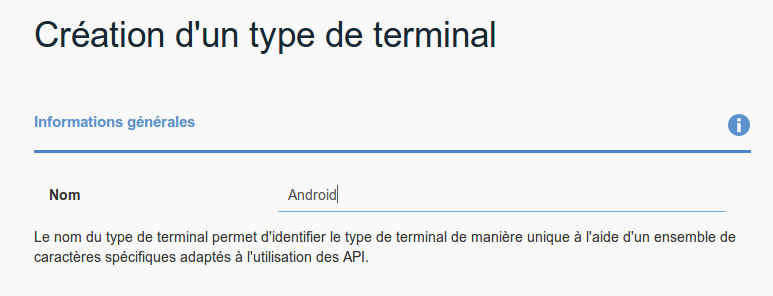 Création d'un type de terminal
Informations générales
Nom
Android
Le nom du type de terminal permet d'identifier le type de terminal de manière unique à l'aide d'un ensemble de
caractères spécifiques adaptés à l'utilisation des API.